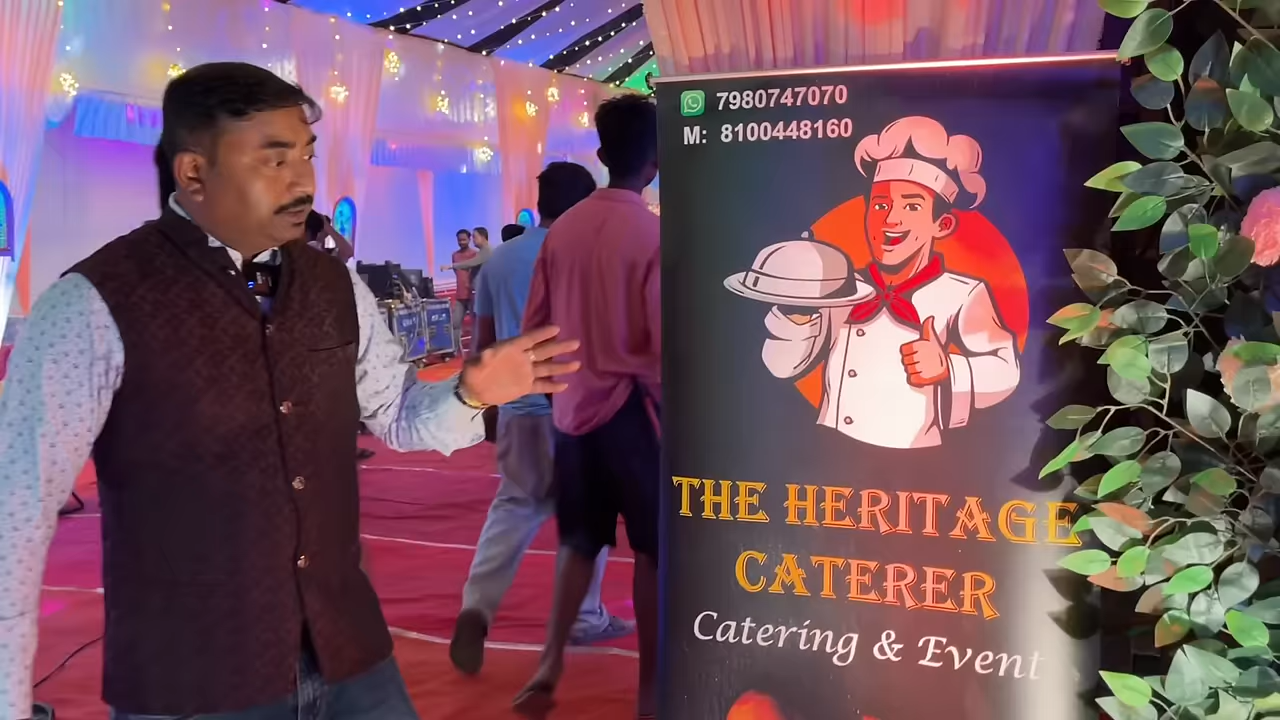 7980747070
M: 8100448160
THE HERITAGE
CATERER
Catering & Event